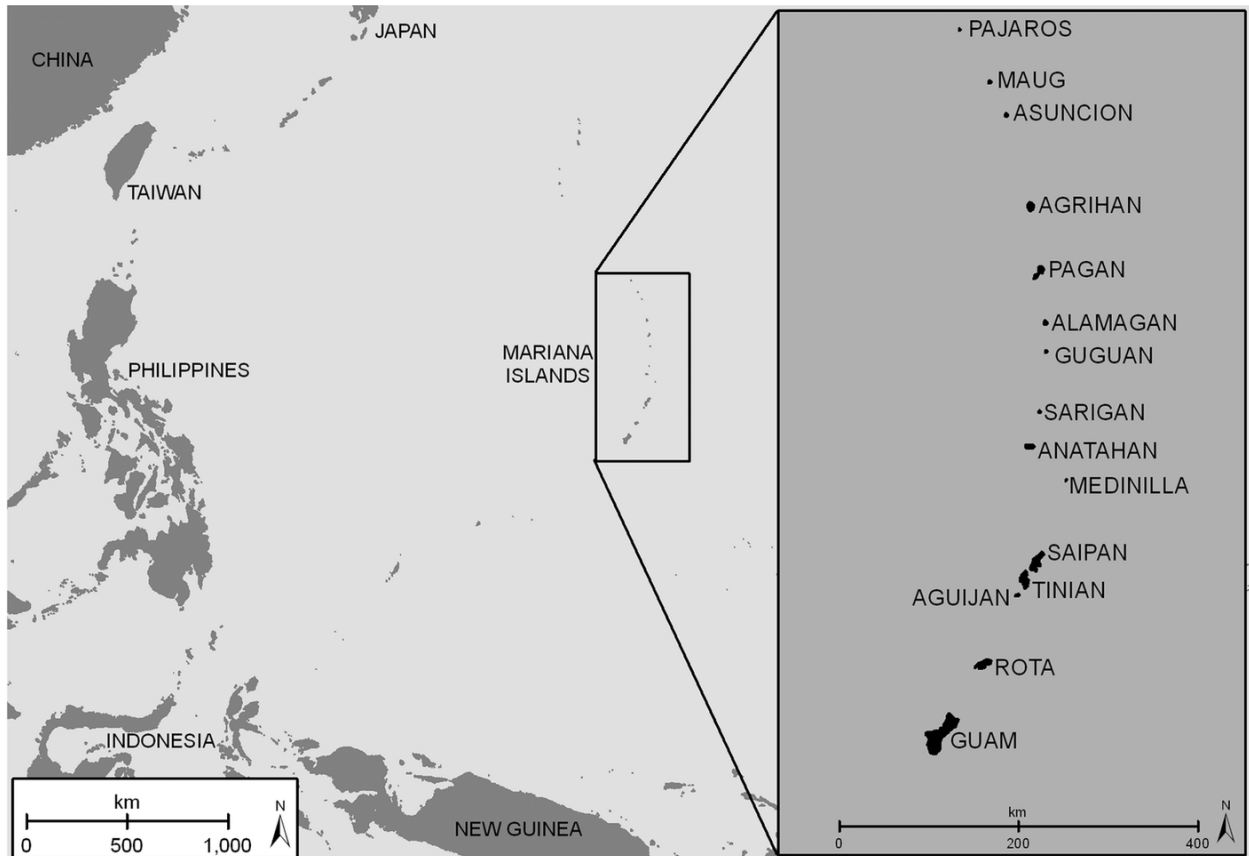 CHINA
JAPAN
TAIWAN
PHILIPPINES
MARIANA
ISLANDS
INDONESIA
NEW GUINEA
km
0 500 1,000
N
PAJAROS
MAUG
ASUNCION
AGRIHAN
PAGAN
ALAMAGAN
GUGUAN
SARIGAN
ANATAHAN
MEDINILLA
SAIPAN
TINIAN
AGUIJAN
ROTA
GUAM
km
0 200 400
N